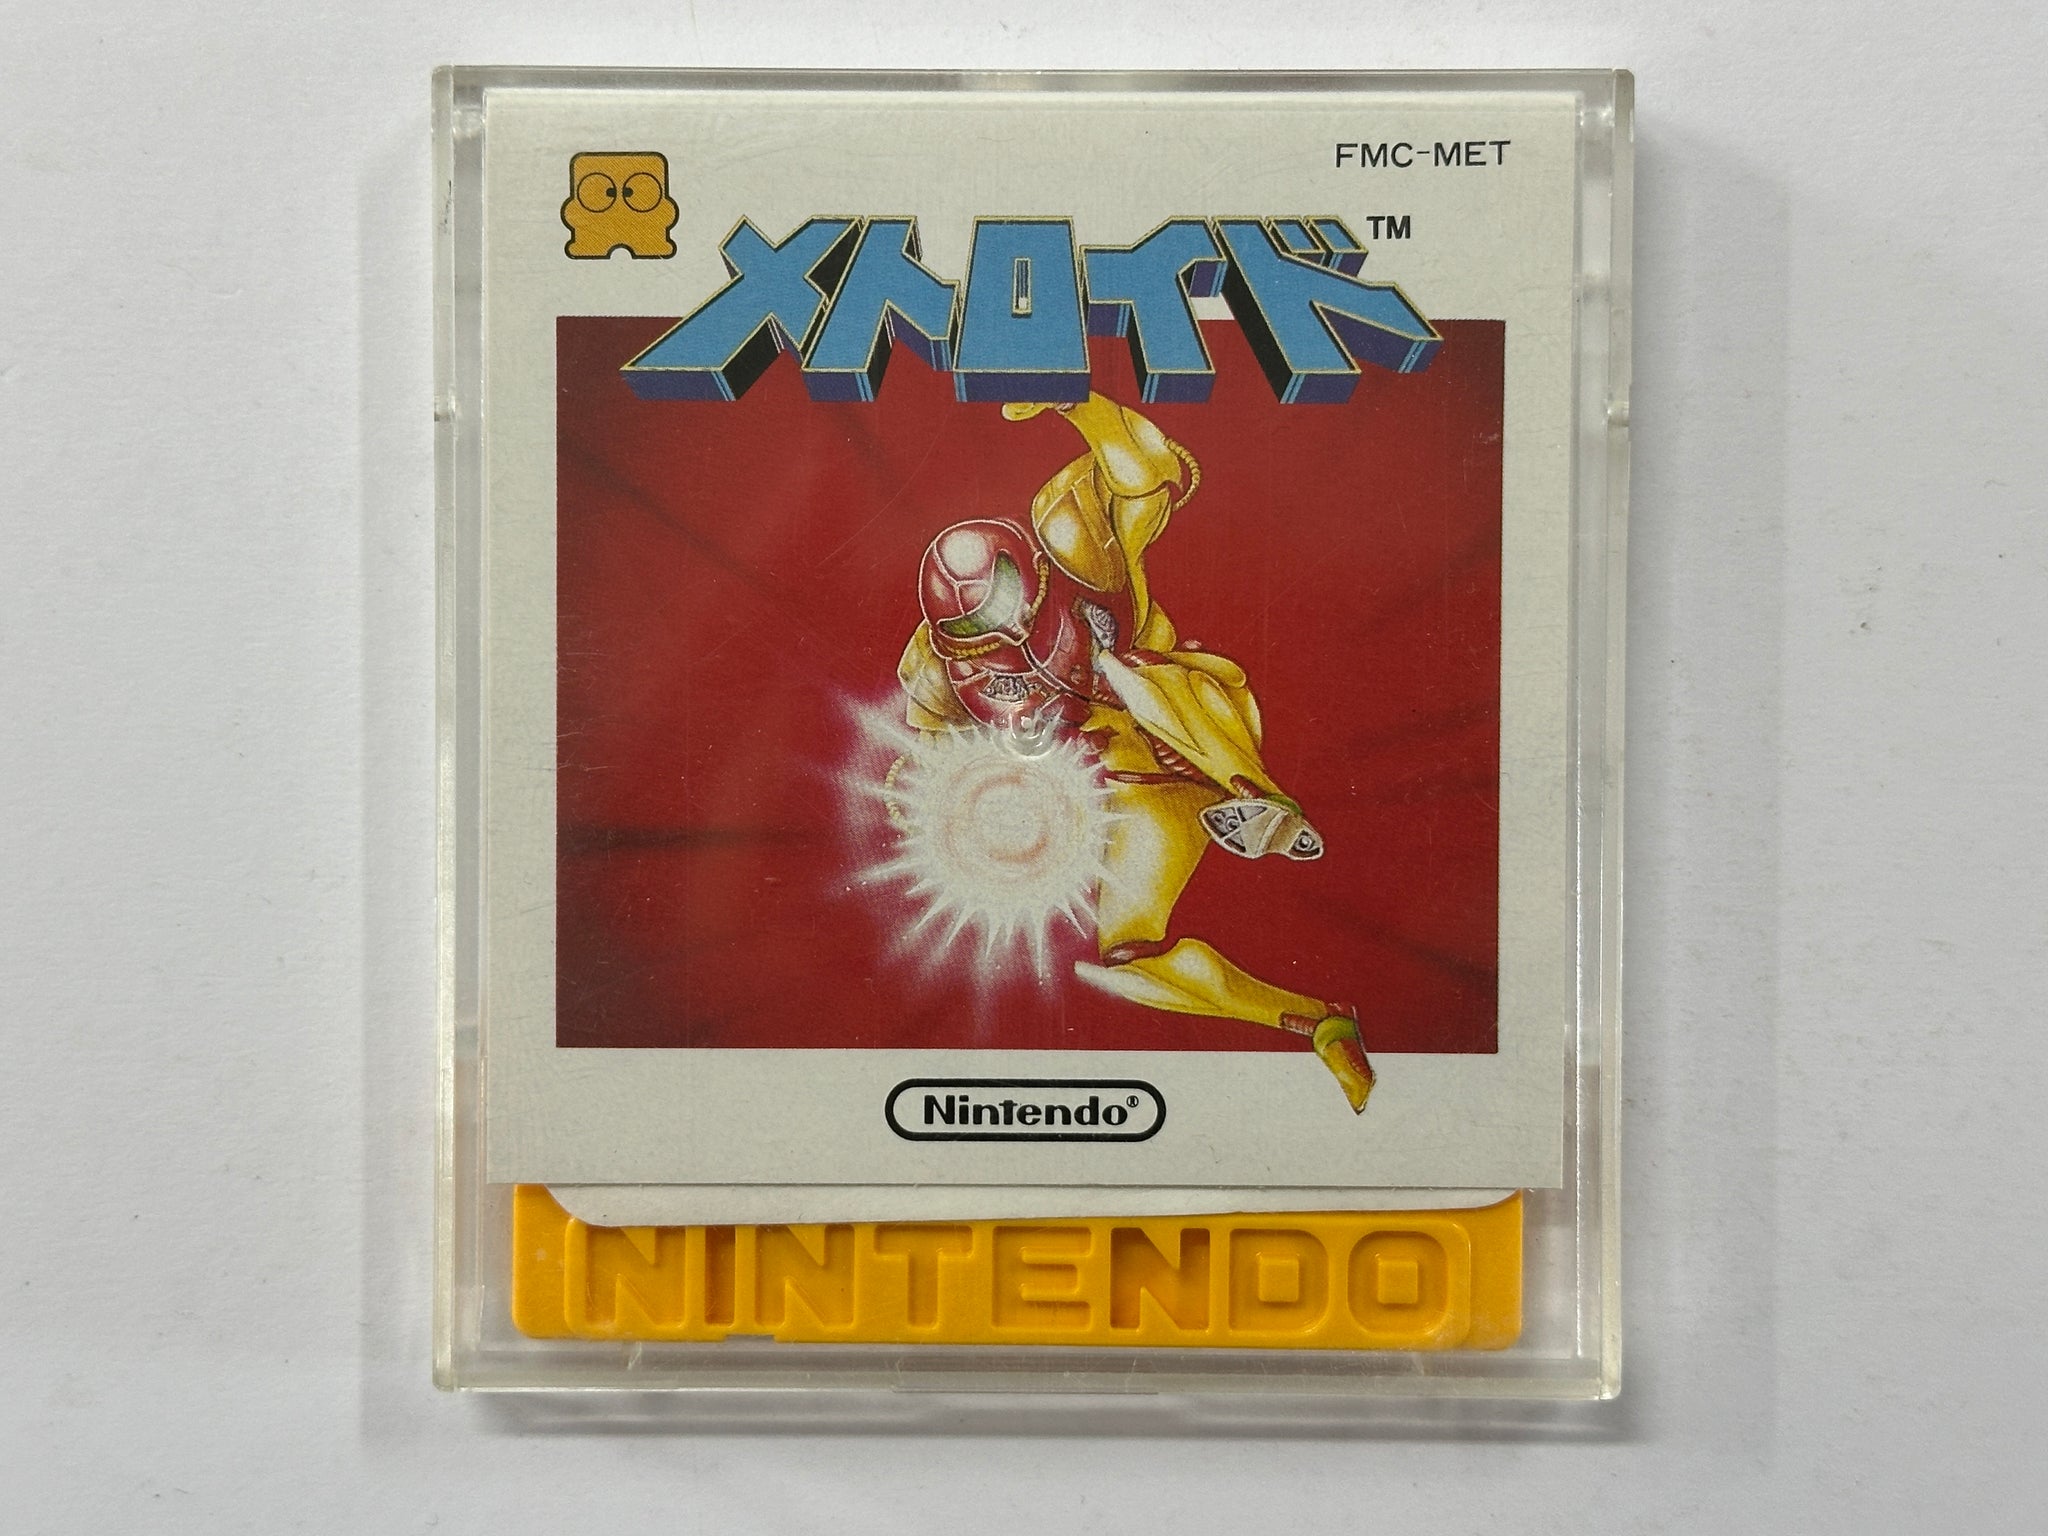 FMC-MET
メトロイド™
Nintendo®
NINTENDO